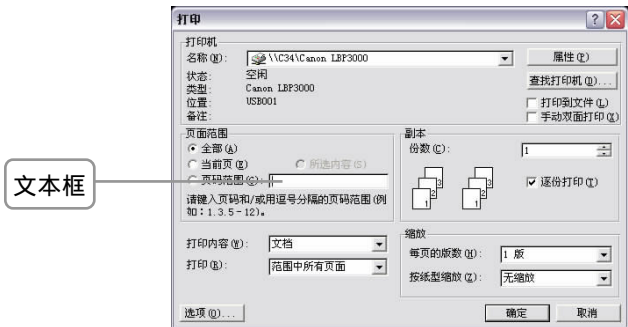 打印
打印机
名称(N): \\C34\Canon LBP3000 属性(P)
状态: 空闲
类型: Canon LBP3000 查找打印机(D)...
位置: USB001 打印到文件(L)
备注: 手动双面打印(X)
页面范围
全部(A)
当前页(E) 所选内容(S)
页码范围(G):
请键入页码和/或用逗号分隔的页码范围(例
如:1.3.5-12)。
副本
份数(C): 1
1 2 3 1 2 3
逐份打印(T)
文本框
打印内容(W): 文档
打印(R): 范围中所有页面
缩放
每页的版数(H): 1 版
按纸型缩放(Z): 无缩放
选项(O)... 确定 取消